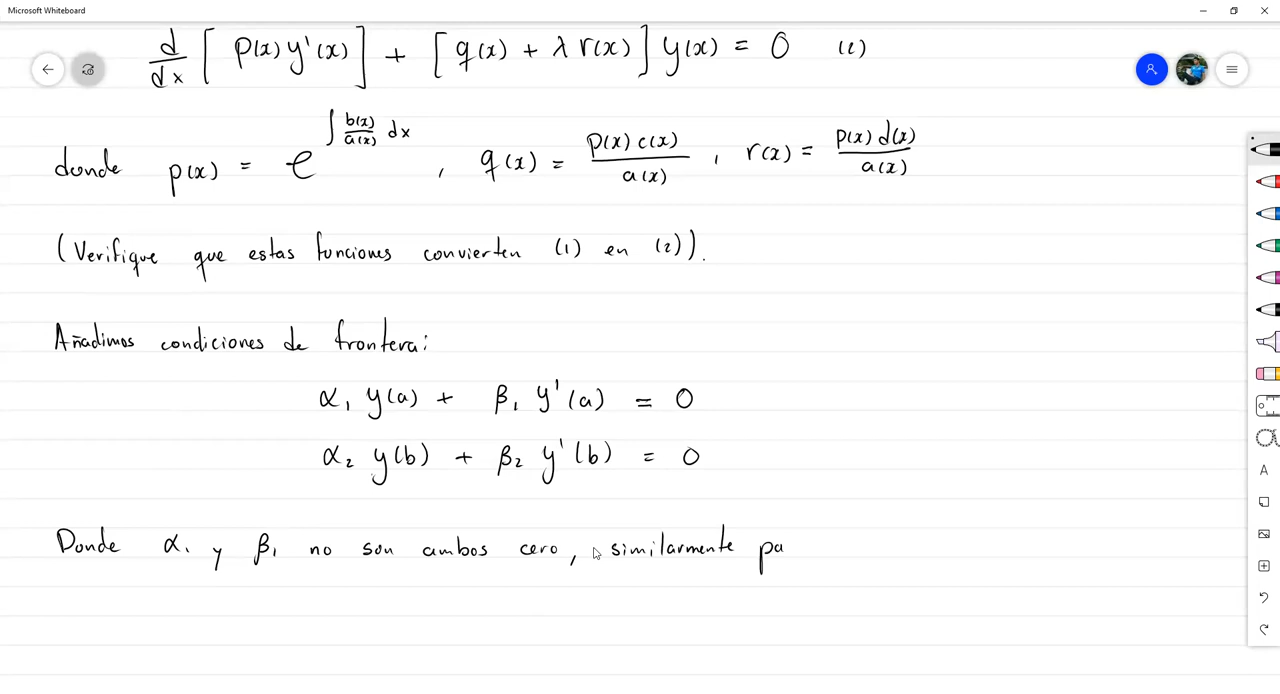 Microsoft Whiteboard
d/dx [ p(x) y'(x) ] + [ q(x) + λ r(x) ] y(x) = 0 (2)
donde p(x) = e^{∫ b(x)/a(x) dx} , q(x) = p(x) c(x)/a(x) , r(x) = p(x) d(x)/a(x)
(Verifique que estas funciones convierten (1) en (2)).
Añadimos condiciones de frontera:
α₁ y(a) + β₁ y'(a) = 0
α₂ y(b) + β₂ y'(b) = 0
Donde α₁ y β₁ no son ambos cero, similarmente pa
A